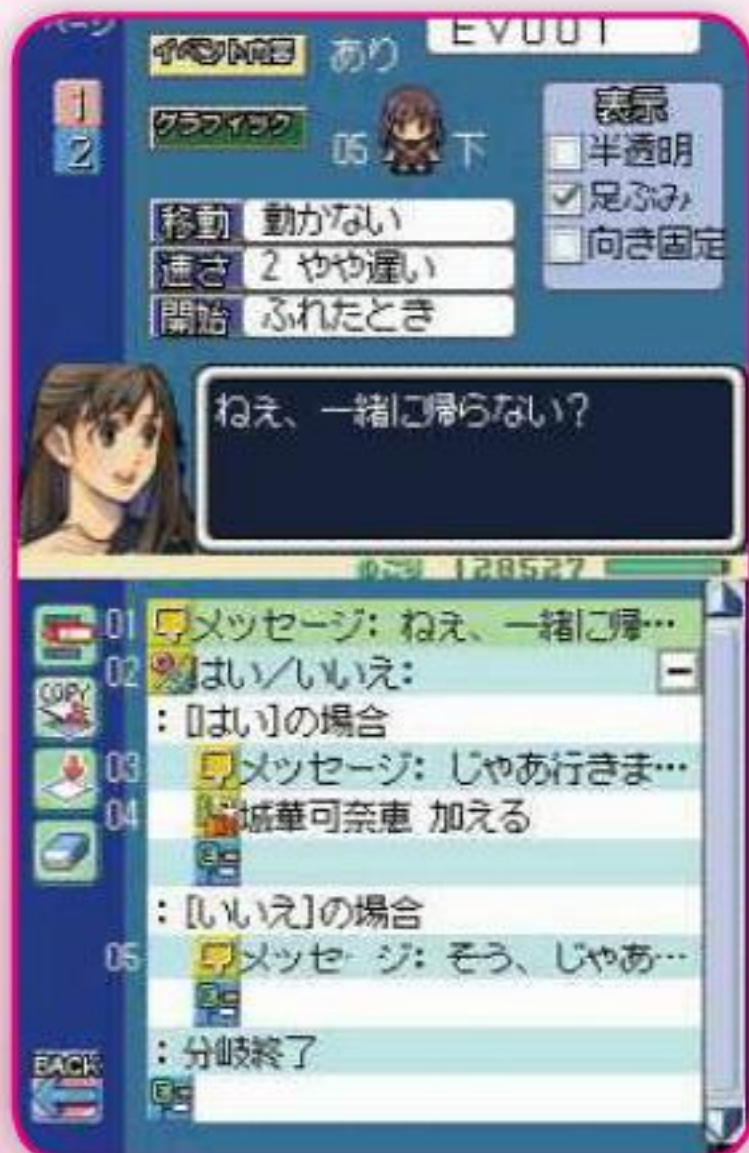 ページ
EV001
イベント内容 あり
1
2
グラフィック 05 下
表示
半透明
足ぶみ
向き固定
移動 動かない
速さ 2 やや遅い
開始 ふれたとき
ねえ、一緒に帰らない?
のこり 128527
01 メッセージ: ねえ、一緒に帰…
02 はい/いいえ:
COPY
: [はい]の場合
03 メッセージ: じゃあ行きま…
04 城華可奈恵 加える
: [いいえ]の場合
05 メッセージ: そう、じゃあ…
: 分岐終了
BACK